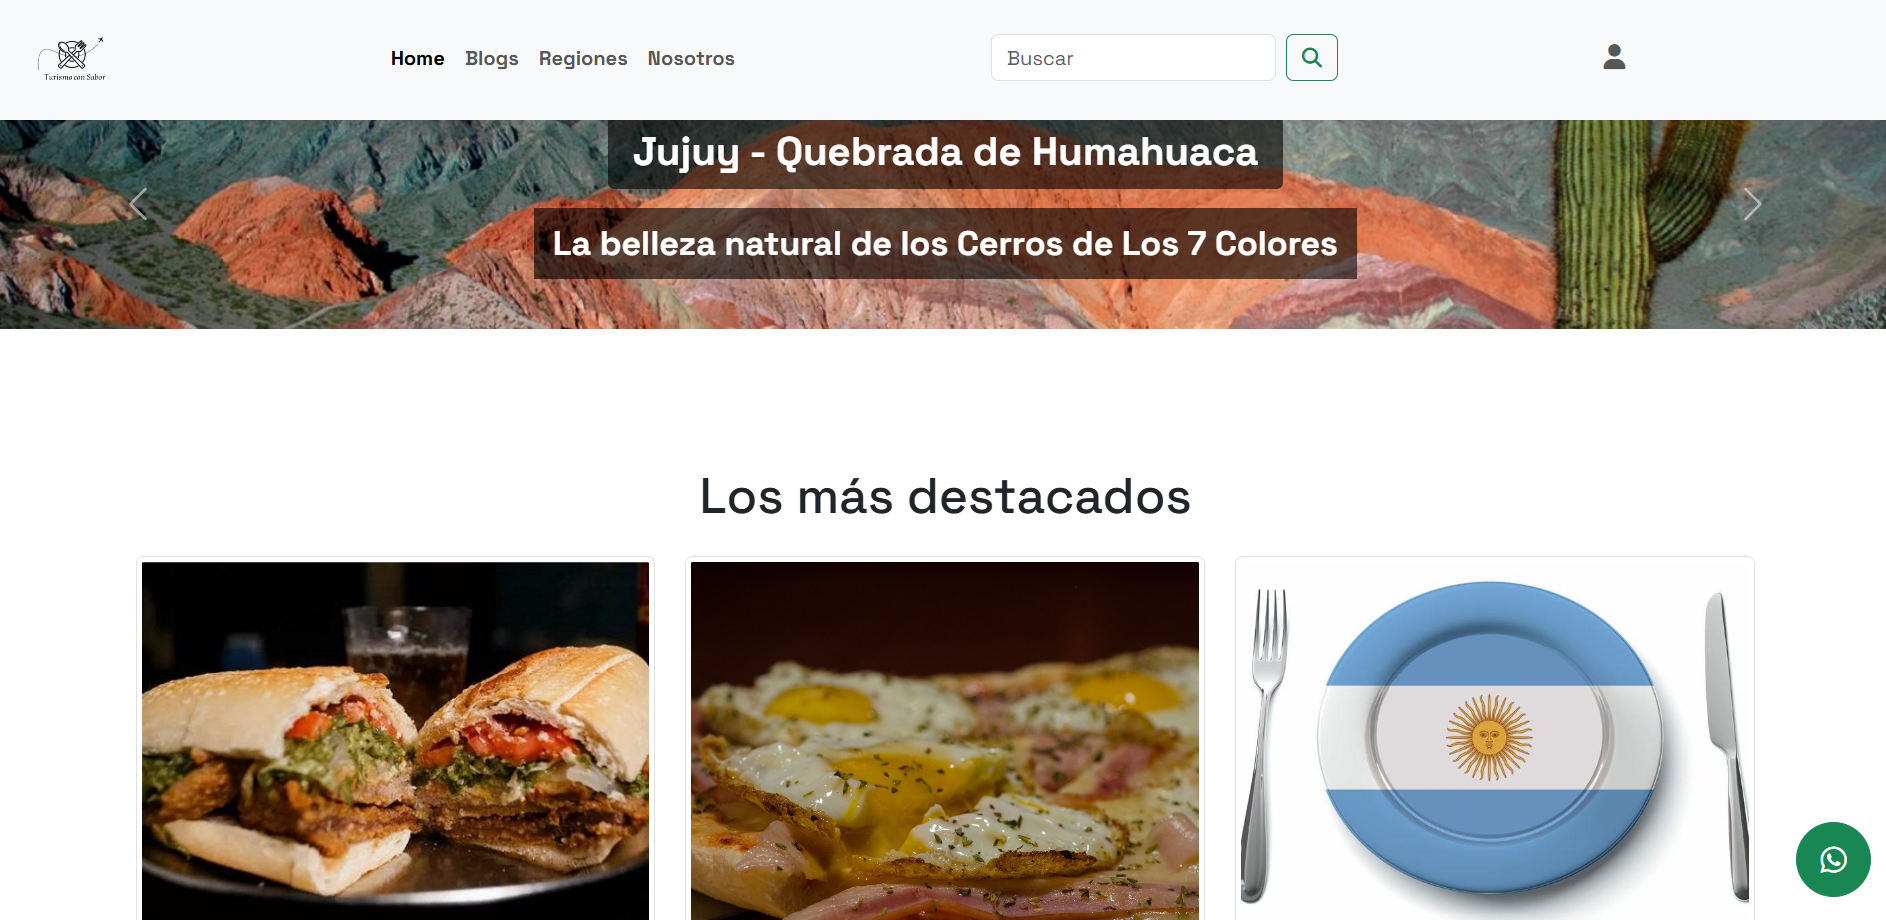 Turismo con Sabor
Home Blogs Regiones Nosotros
Buscar
Jujuy - Quebrada de Humahuaca
La belleza natural de los Cerros de Los 7 Colores
Los más destacados